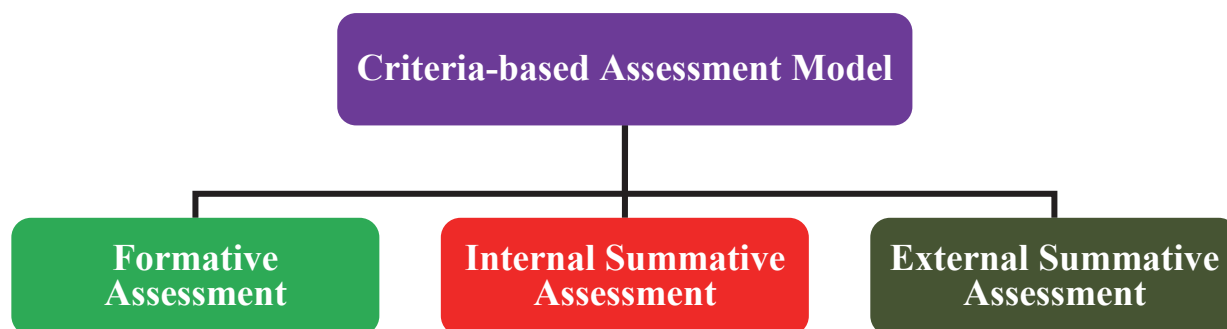 Criteria-based Assessment Model
Formative
Assessment
Internal Summative
Assessment
External Summative
Assessment